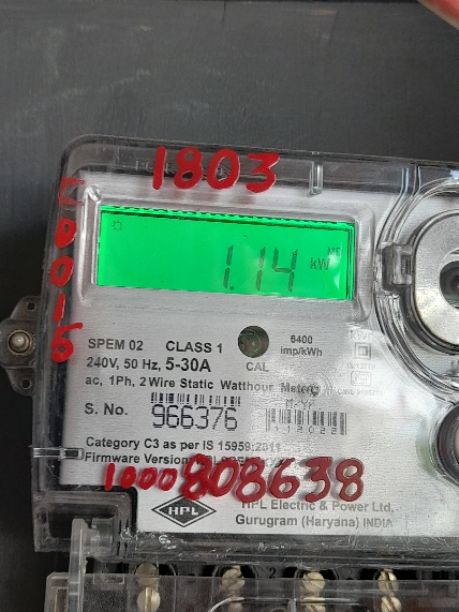 1803
1.14 kW
SPEM 02 CLASS 1
6400
imp/kWh
240V, 50 Hz, 5-30A
CAL
ac, 1Ph, 2 Wire Static Watthour Meter
S. No. 966376
Category C3 as per IS 15959:2011
Firmware Version
1000808638
HPL
HPL Electric & Power Ltd.
Gurugram (Haryana) INDIA